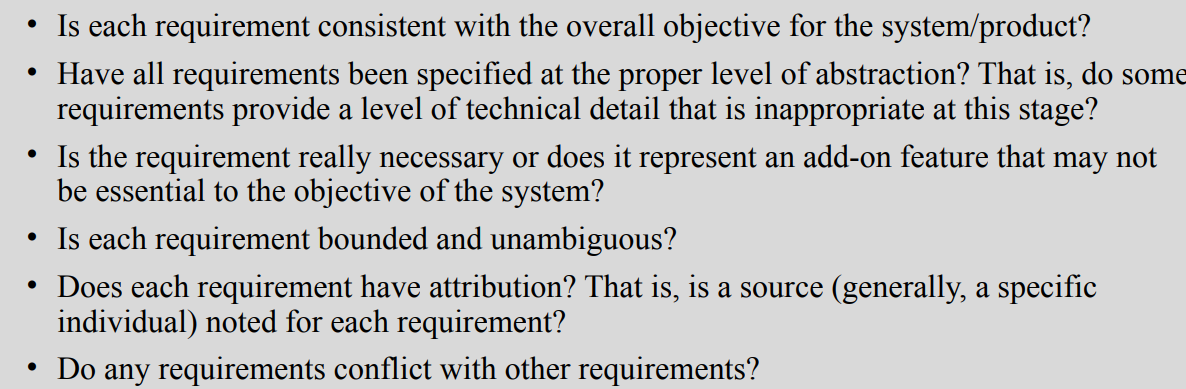 • Is each requirement consistent with the overall objective for the system/product?
• Have all requirements been specified at the proper level of abstraction? That is, do some
requirements provide a level of technical detail that is inappropriate at this stage?
• Is the requirement really necessary or does it represent an add-on feature that may not
be essential to the objective of the system?
• Is each requirement bounded and unambiguous?
• Does each requirement have attribution? That is, is a source (generally, a specific
individual) noted for each requirement?
• Do any requirements conflict with other requirements?